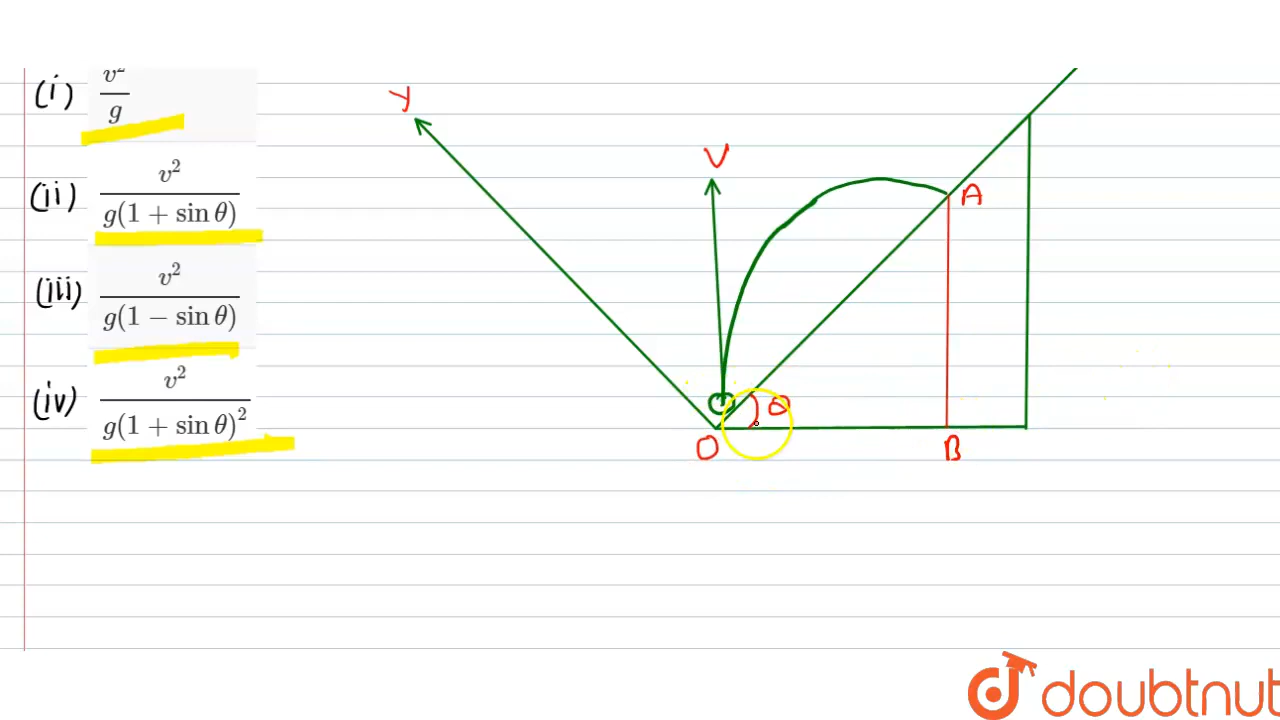 (i) v²/g
(ii) v²/g(1 + sin θ)
(iii) v²/g(1 − sin θ)
(iv) v²/g(1 + sin θ)²
Y
V
A
θ
O
B
doubtnut